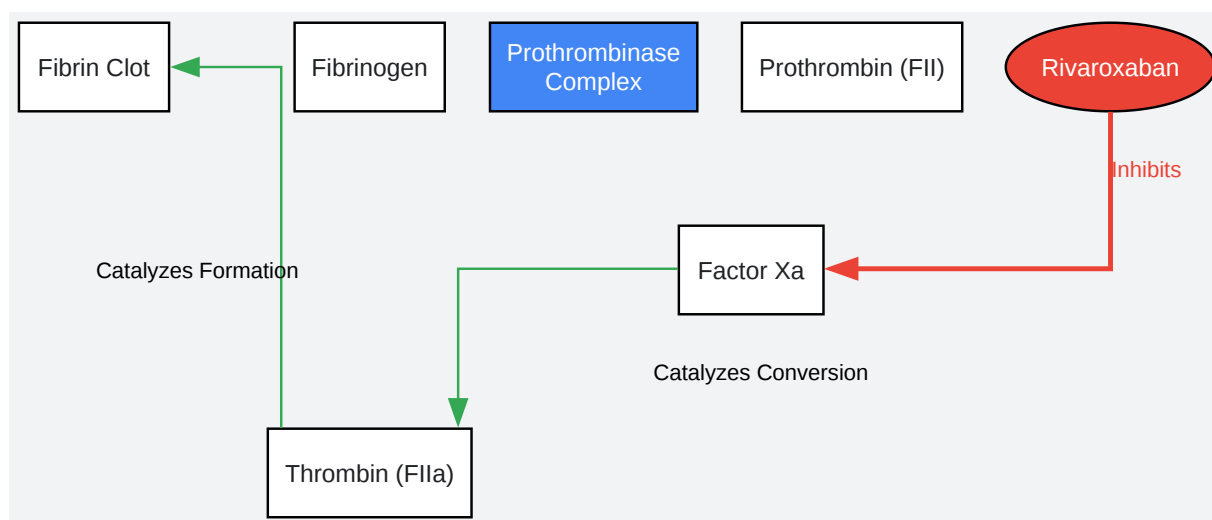 Fibrin Clot
Fibrinogen
Prothrombinase
Complex
Prothrombin (FII)
Rivaroxaban
Inhibits
Catalyzes Formation
Factor Xa
Catalyzes Conversion
Thrombin (FIIa)